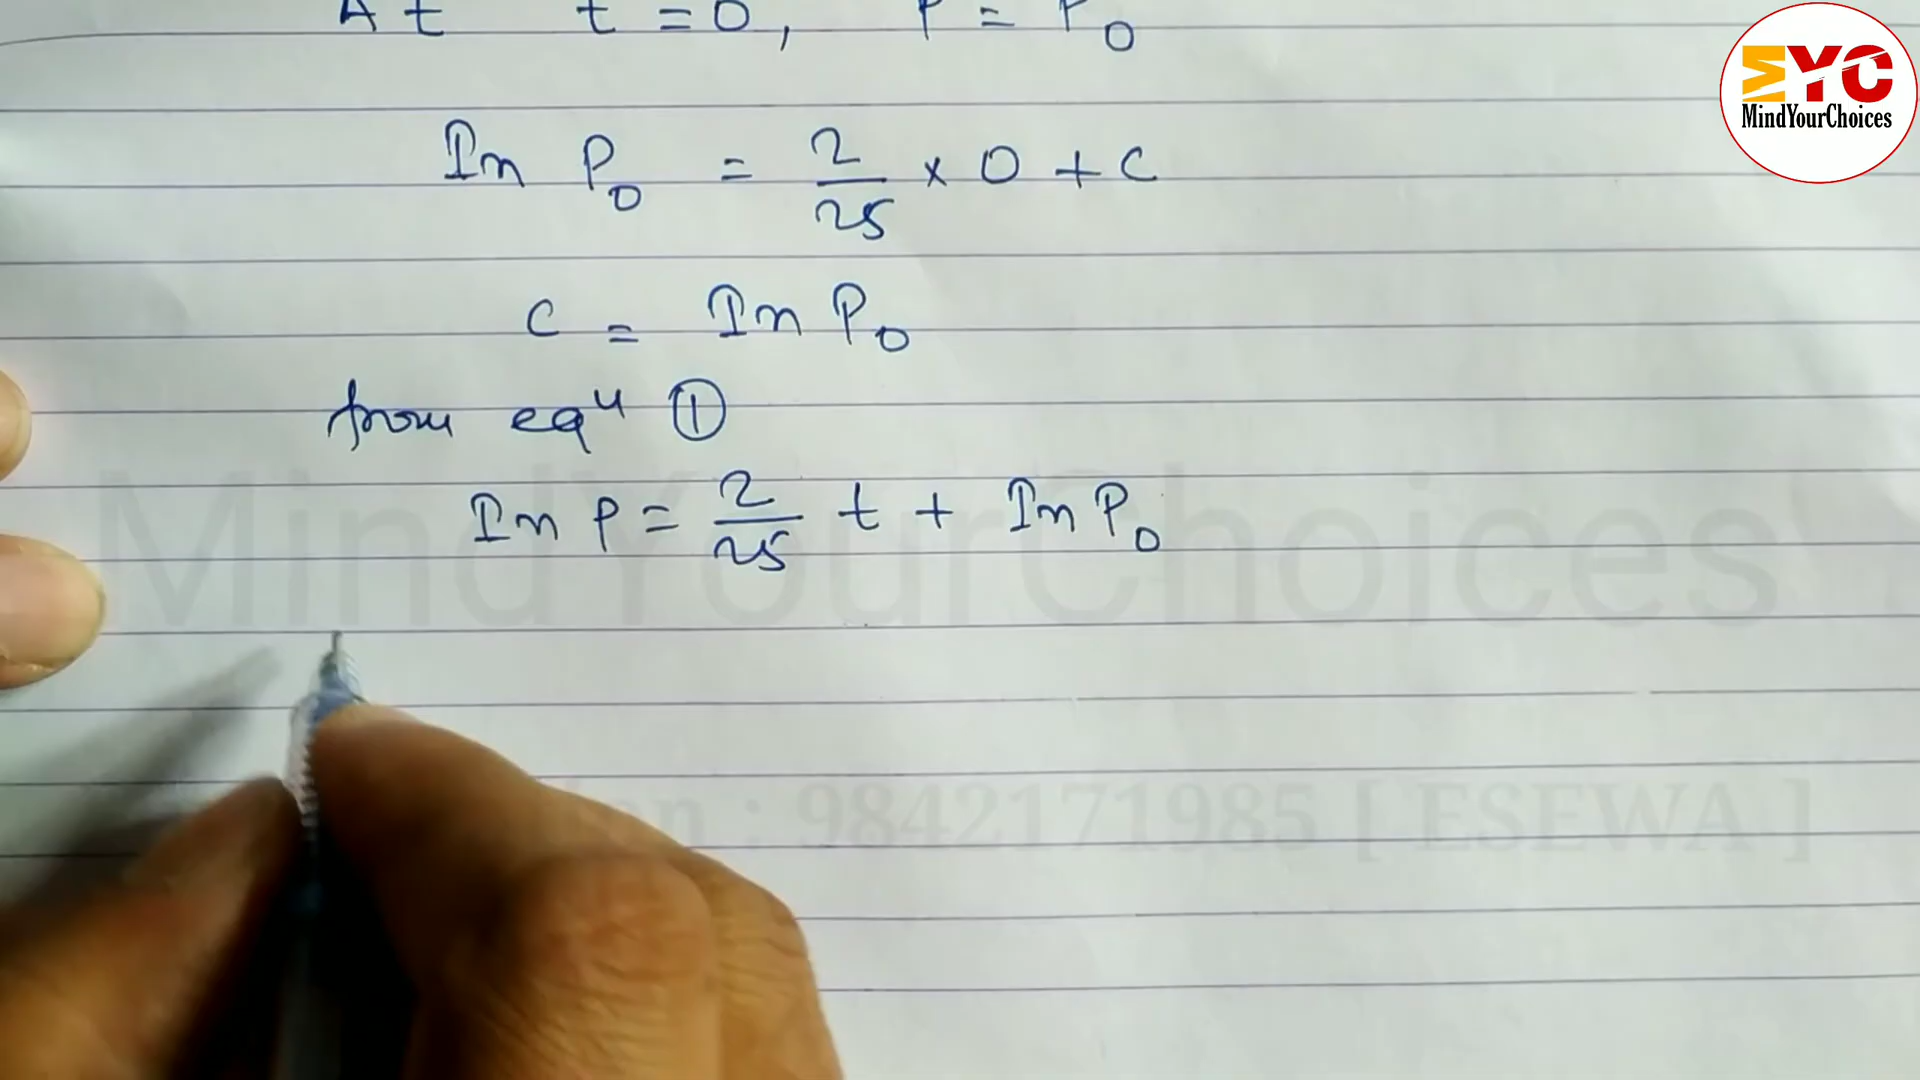 At t = 0, P = P₀
MYC
MindYourChoices
In P₀ = 2/25 × 0 + C
C = In P₀
from eqⁿ ①
In P = 2/25 t + In P₀
MindYourChoices
: 9842171985 [ ESEWA ]